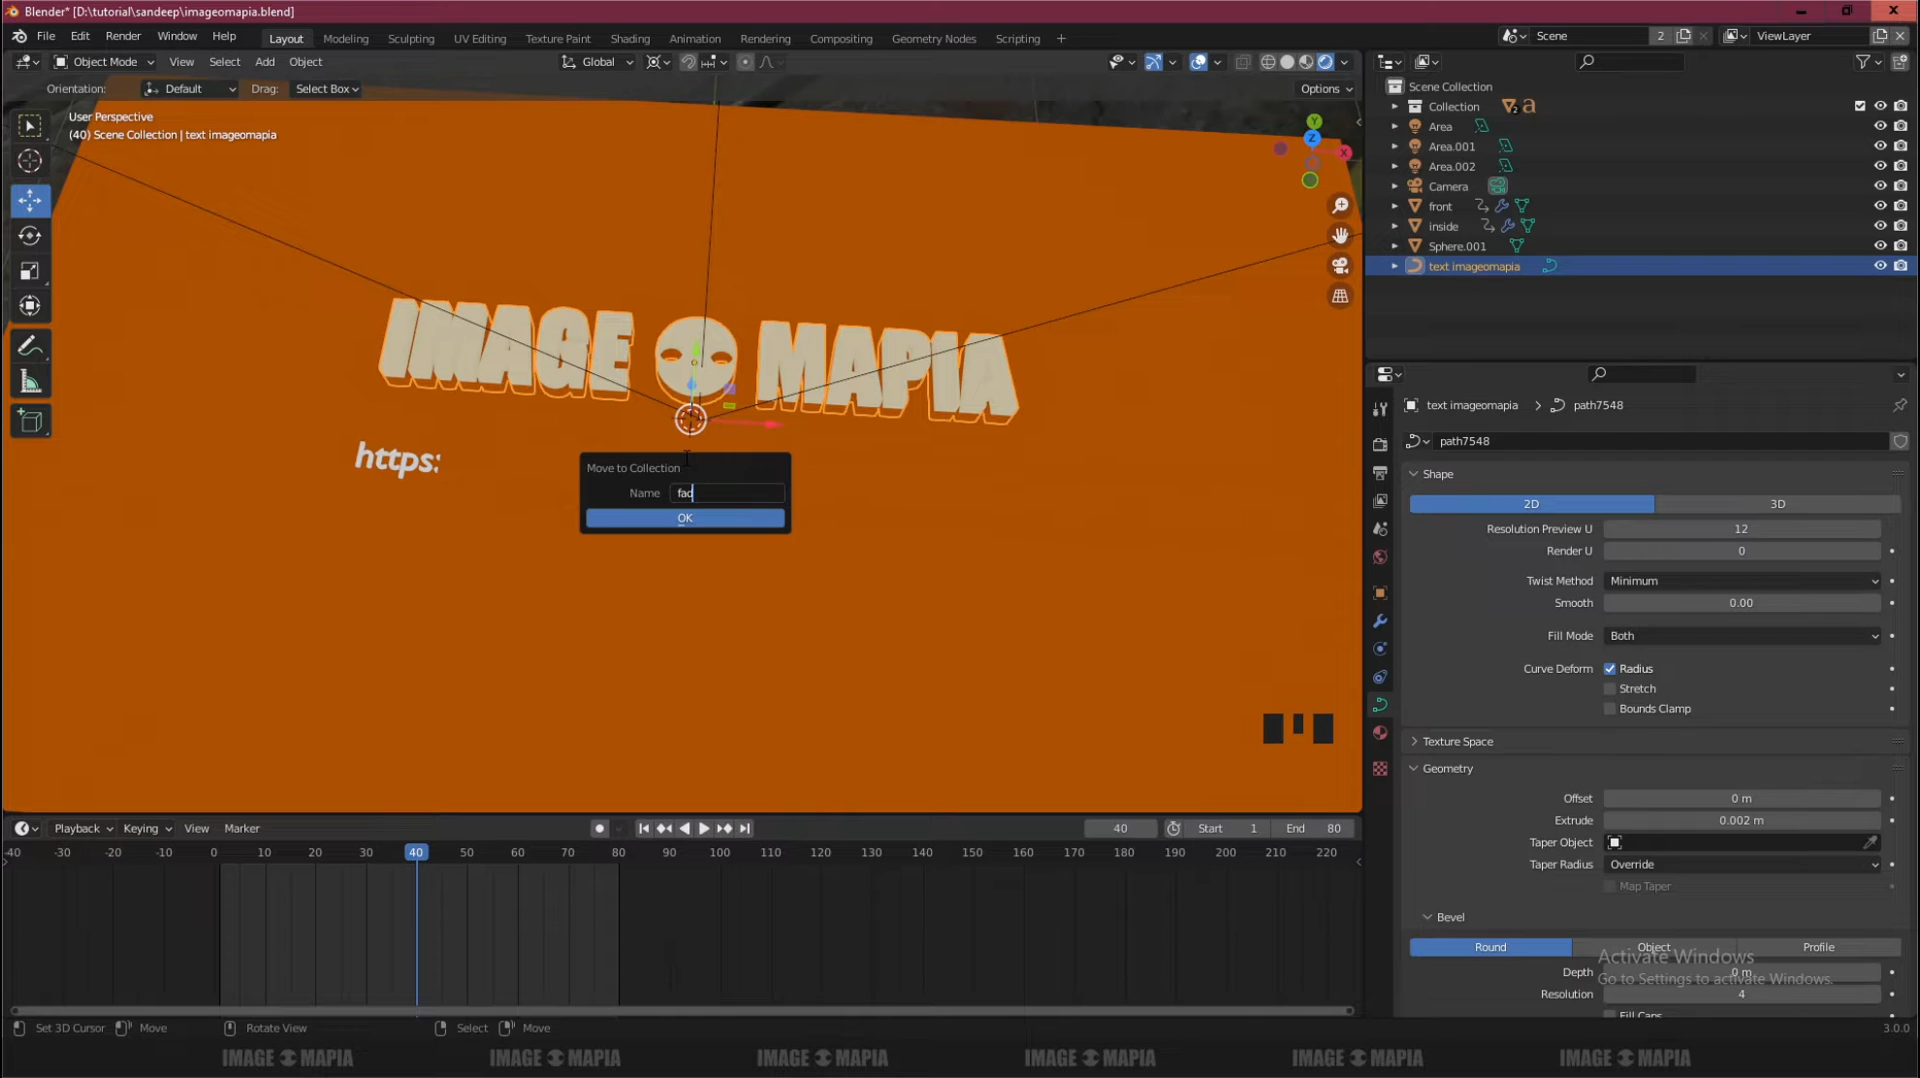 Blender* [D:\tutorial\sandeep\imageomapia.blend]
File Edit Render Window Help
Layout Modeling Sculpting UV Editing Texture Paint Shading Animation Rendering Compositing Geometry Nodes Scripting +
Scene 2 ViewLayer
Object Mode View Select Add Object Global
Orientation: Default Drag: Select Box Options
User Perspective
(40) Scene Collection | text imageomapia
Y
Z
X
IMAGE MAPIA
https:
Move to Collection
Name fad
OK
Scene Collection
Collection 2 a
Area
Area.001
Area.002
Camera
front
inside
Sphere.001
text imageomapia
text imageomapia > path7548
path7548
Shape
2D 3D
Resolution Preview U 12
Render U 0
Twist Method Minimum
Smooth 0.00
Fill Mode Both
Curve Deform Radius
Stretch
Bounds Clamp
Texture Space
Geometry
Offset 0 m
Extrude 0.002 m
Taper Object
Taper Radius Override
Map Taper
Bevel
Round Object Profile
Depth 0 m
Resolution 4
Fill Caps
Activate Windows
Go to Settings to activate Windows.
Playback Keying View Marker 40 Start 1 End 80
-40 -30 -20 -10 0 10 20 30 40 50 60 70 80 90 100 110 120 130 140 150 160 170 180 190 200 210 220
Set 3D Cursor Move Rotate View Select Move 3.0.0
IMAGE MAPIA IMAGE MAPIA IMAGE MAPIA IMAGE MAPIA IMAGE MAPIA IMAGE MAPIA